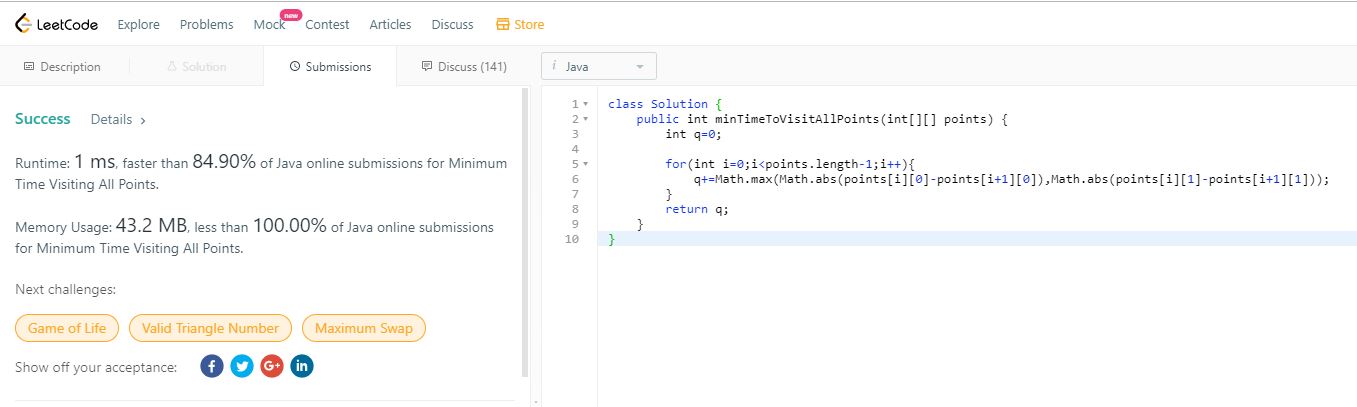 LeetCode Explore Problems Mock new Contest Articles Discuss Store
Description Solution Submissions Discuss (141) i Java
Success Details >
Runtime: 1 ms, faster than 84.90% of Java online submissions for Minimum
Time Visiting All Points.
Memory Usage: 43.2 MB, less than 100.00% of Java online submissions
for Minimum Time Visiting All Points.
Next challenges:
Game of Life Valid Triangle Number Maximum Swap
Show off your acceptance: f G+ in
1 class Solution {
2 public int minTimeToVisitAllPoints(int[][] points) {
3 int q=0;
4
5 for(int i=0;i<points.length-1;i++){
6 q+=Math.max(Math.abs(points[i][0]-points[i+1][0]),Math.abs(points[i][1]-points[i+1][1]));
7 }
8 return q;
9 }
10 }